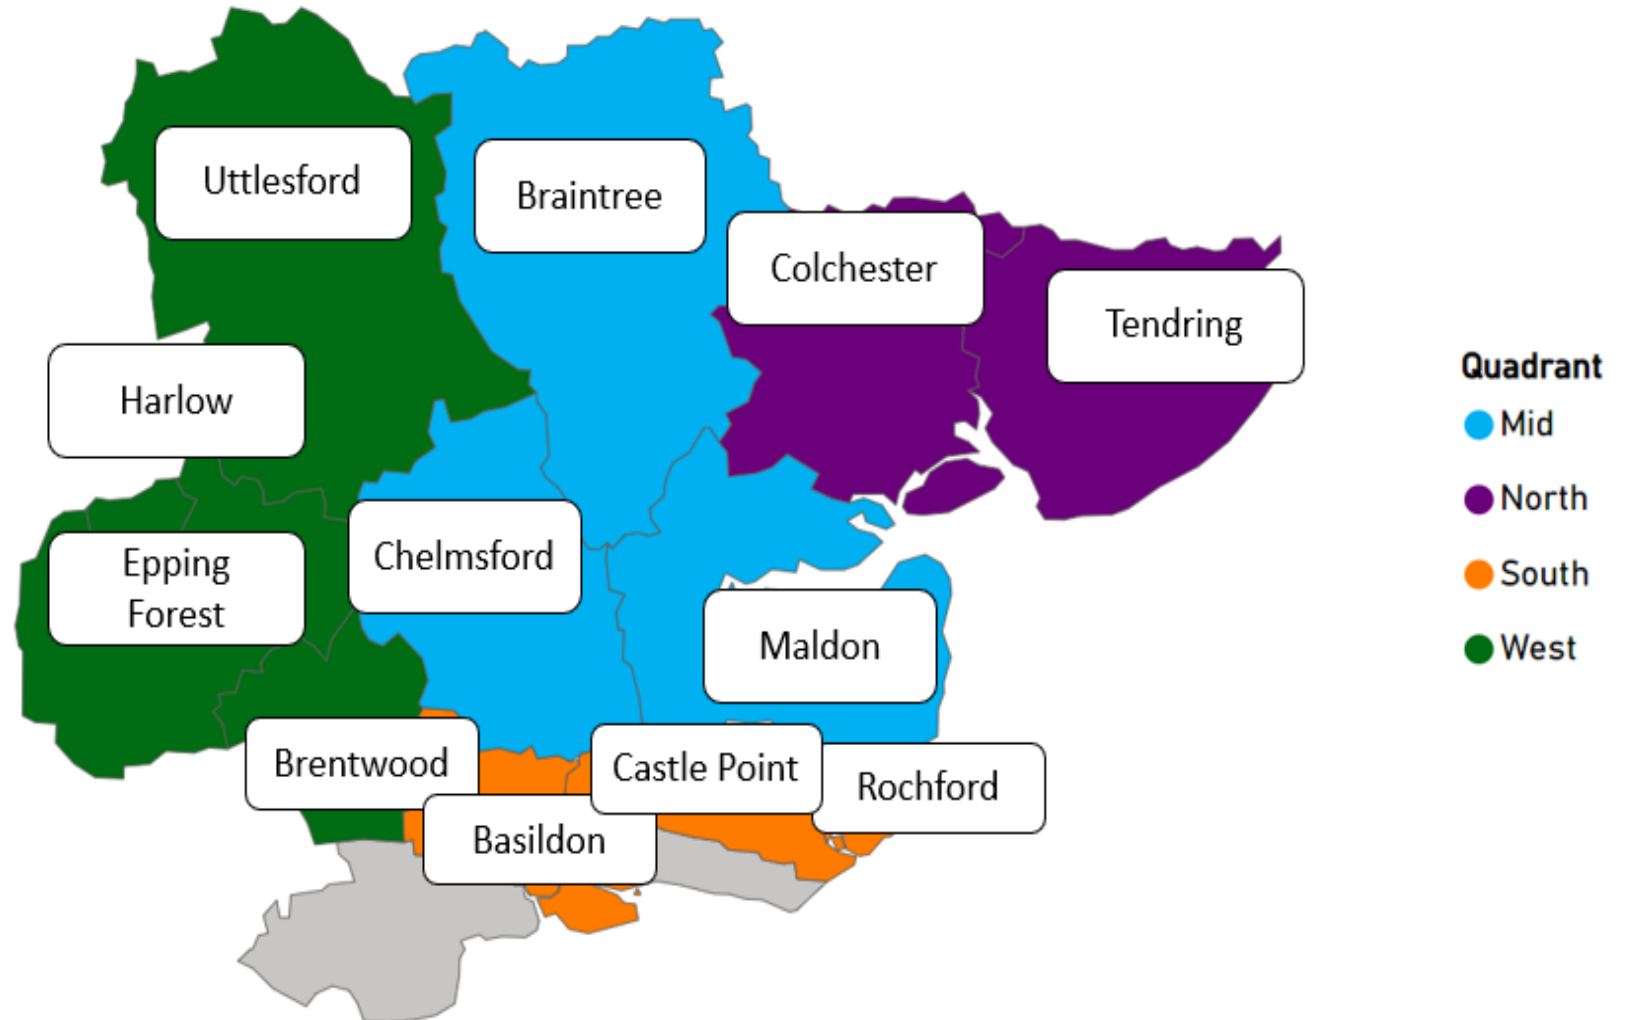 Uttlesford
Braintree
Colchester
Tendring
Harlow
Epping
Forest
Chelmsford
Maldon
Brentwood
Castle Point
Rochford
Basildon
Quadrant
Mid
North
South
West